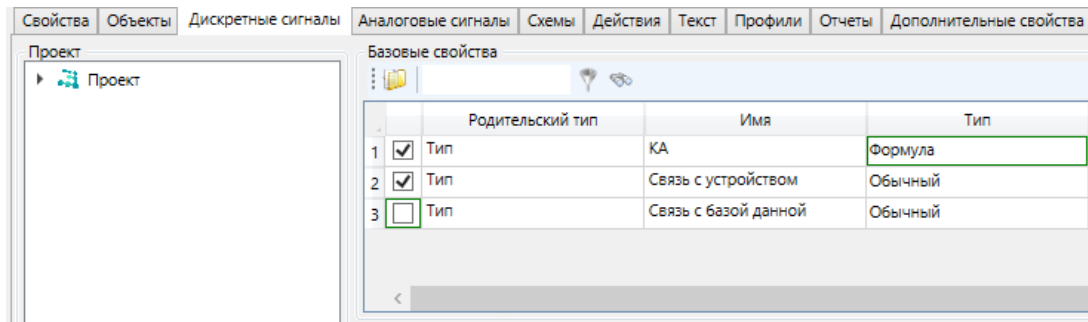 Свойства Объекты Дискретные сигналы Аналоговые сигналы Схемы Действия Текст Профили Отчеты Дополнительные свойства
Проект Базовые свойства
Проект
Родительский тип Имя Тип
1 Тип КА Формула
2 Тип Связь с устройством Обычный
3 Тип Связь с базой данной Обычный